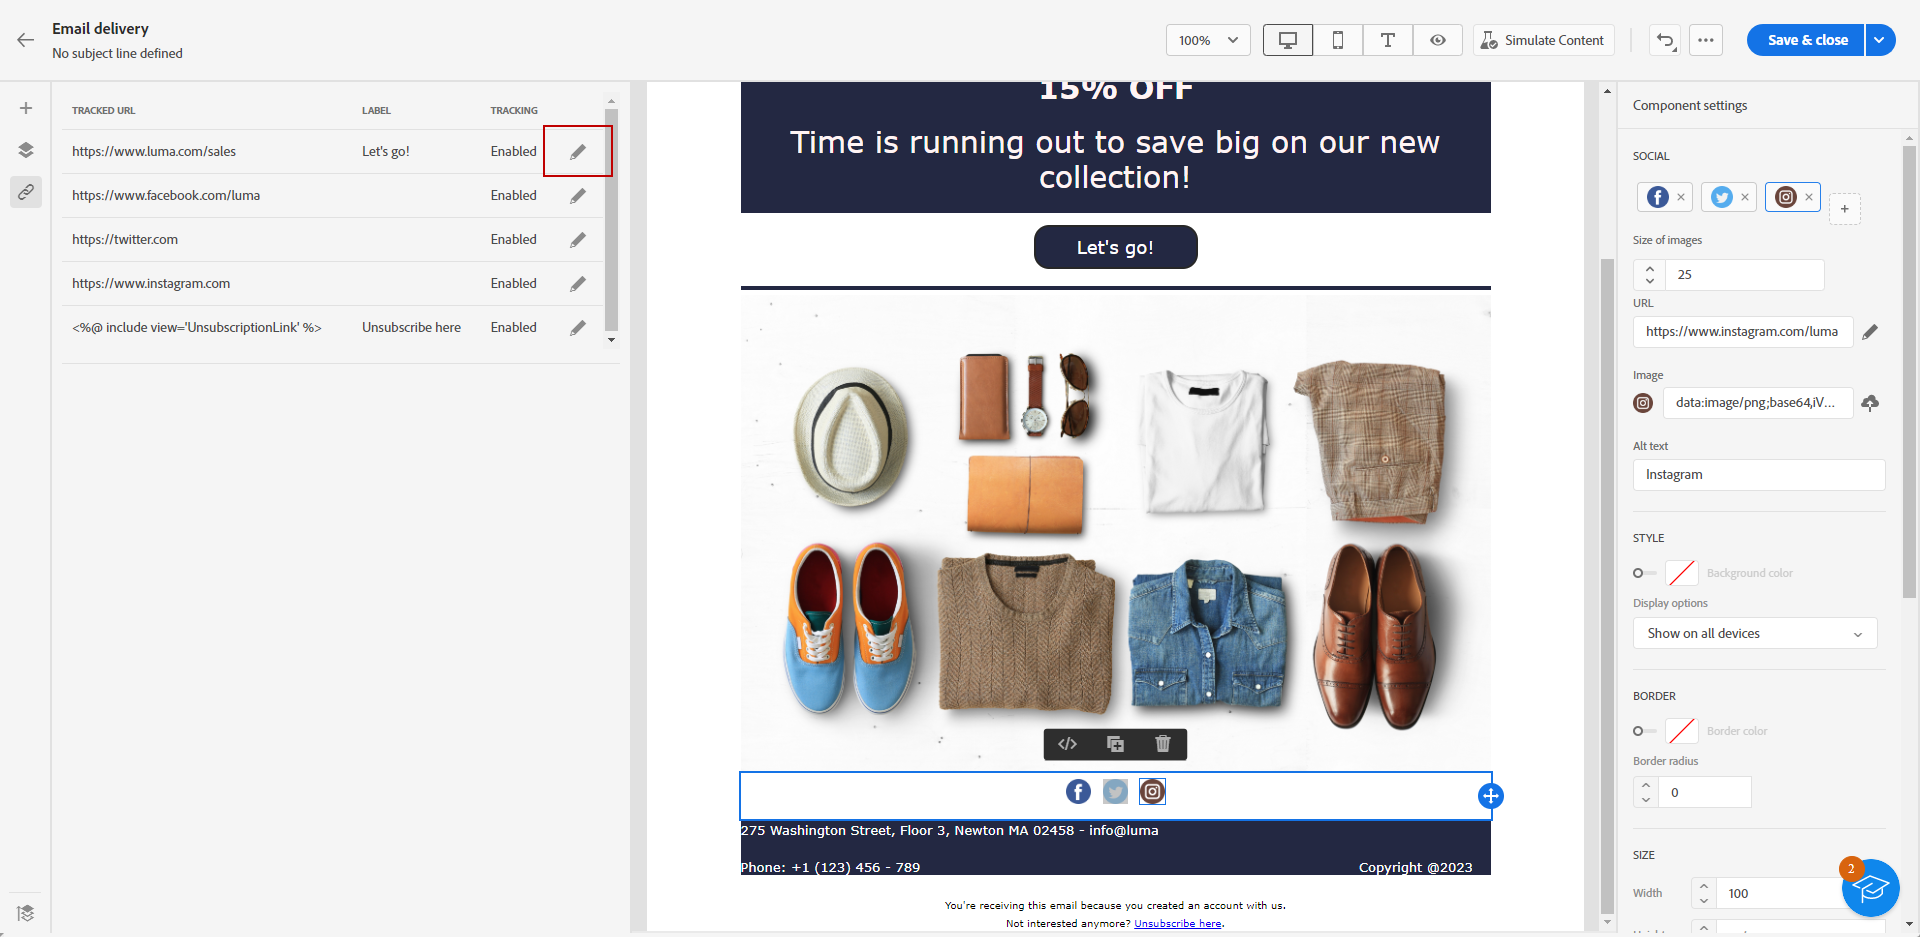 Email delivery
No subject line defined
100%
Simulate Content
Save & close
TRACKED URL LABEL TRACKING
https://www.luma.com/sales Let's go! Enabled
https://www.facebook.com/luma Enabled
https://twitter.com Enabled
https://www.instagram.com Enabled
<%@ include view='UnsubscriptionLink' %> Unsubscribe here Enabled
15% OFF
Time is running out to save big on our new
collection!
Let's go!
275 Washington Street, Floor 3, Newton MA 02458 - info@luma
Phone: +1 (123) 456 - 789
Copyright @2023
You're receiving this email because you created an account with us.
Not interested anymore? Unsubscribe here.
Component settings
SOCIAL
Size of images
25
URL
https://www.instagram.com/luma
Image
data:image/png;base64,iV...
Alt text
Instagram
STYLE
Background color
Display options
Show on all devices
BORDER
Border color
Border radius
0
SIZE
2
Width 100